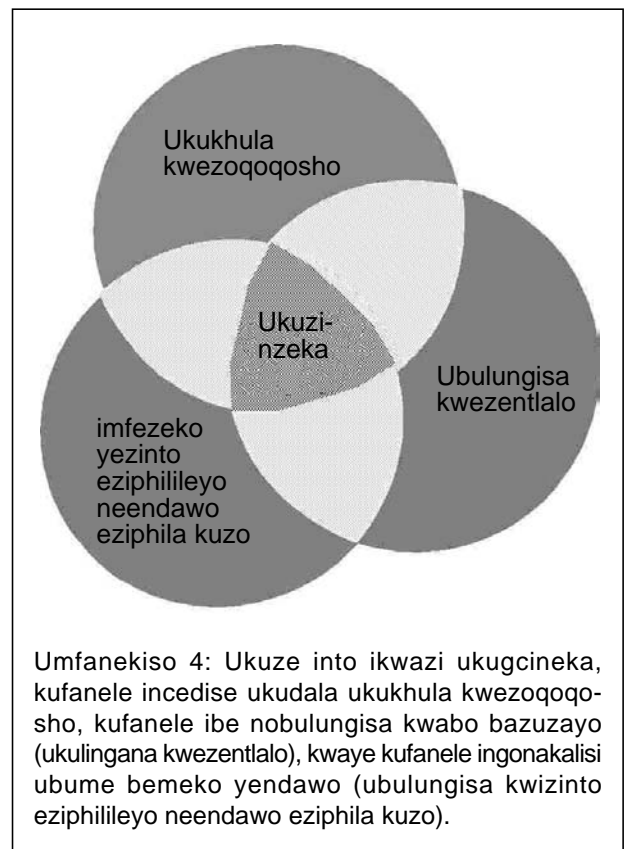 Ukukhula
kwezoqoqosho
Ukuzi-
nzeka
Ubulungisa
kwezentlalo
imfezeko
yezinto
eziphilileyo
neendawo
eziphila kuzo
Umfanekiso 4: Ukuze into ikwazi ukugcineka,
kufanele incedise ukudala ukukhula kwezoqoqo-
sho, kufanele ibe nobulungisa kwabo bazuzayo
(ukulingana kwezentlalo), kwaye kufanele ingonakalisi
ubume bemeko yendawo (ubulungisa kwizinto
eziphilileyo neendawo eziphila kuzo).